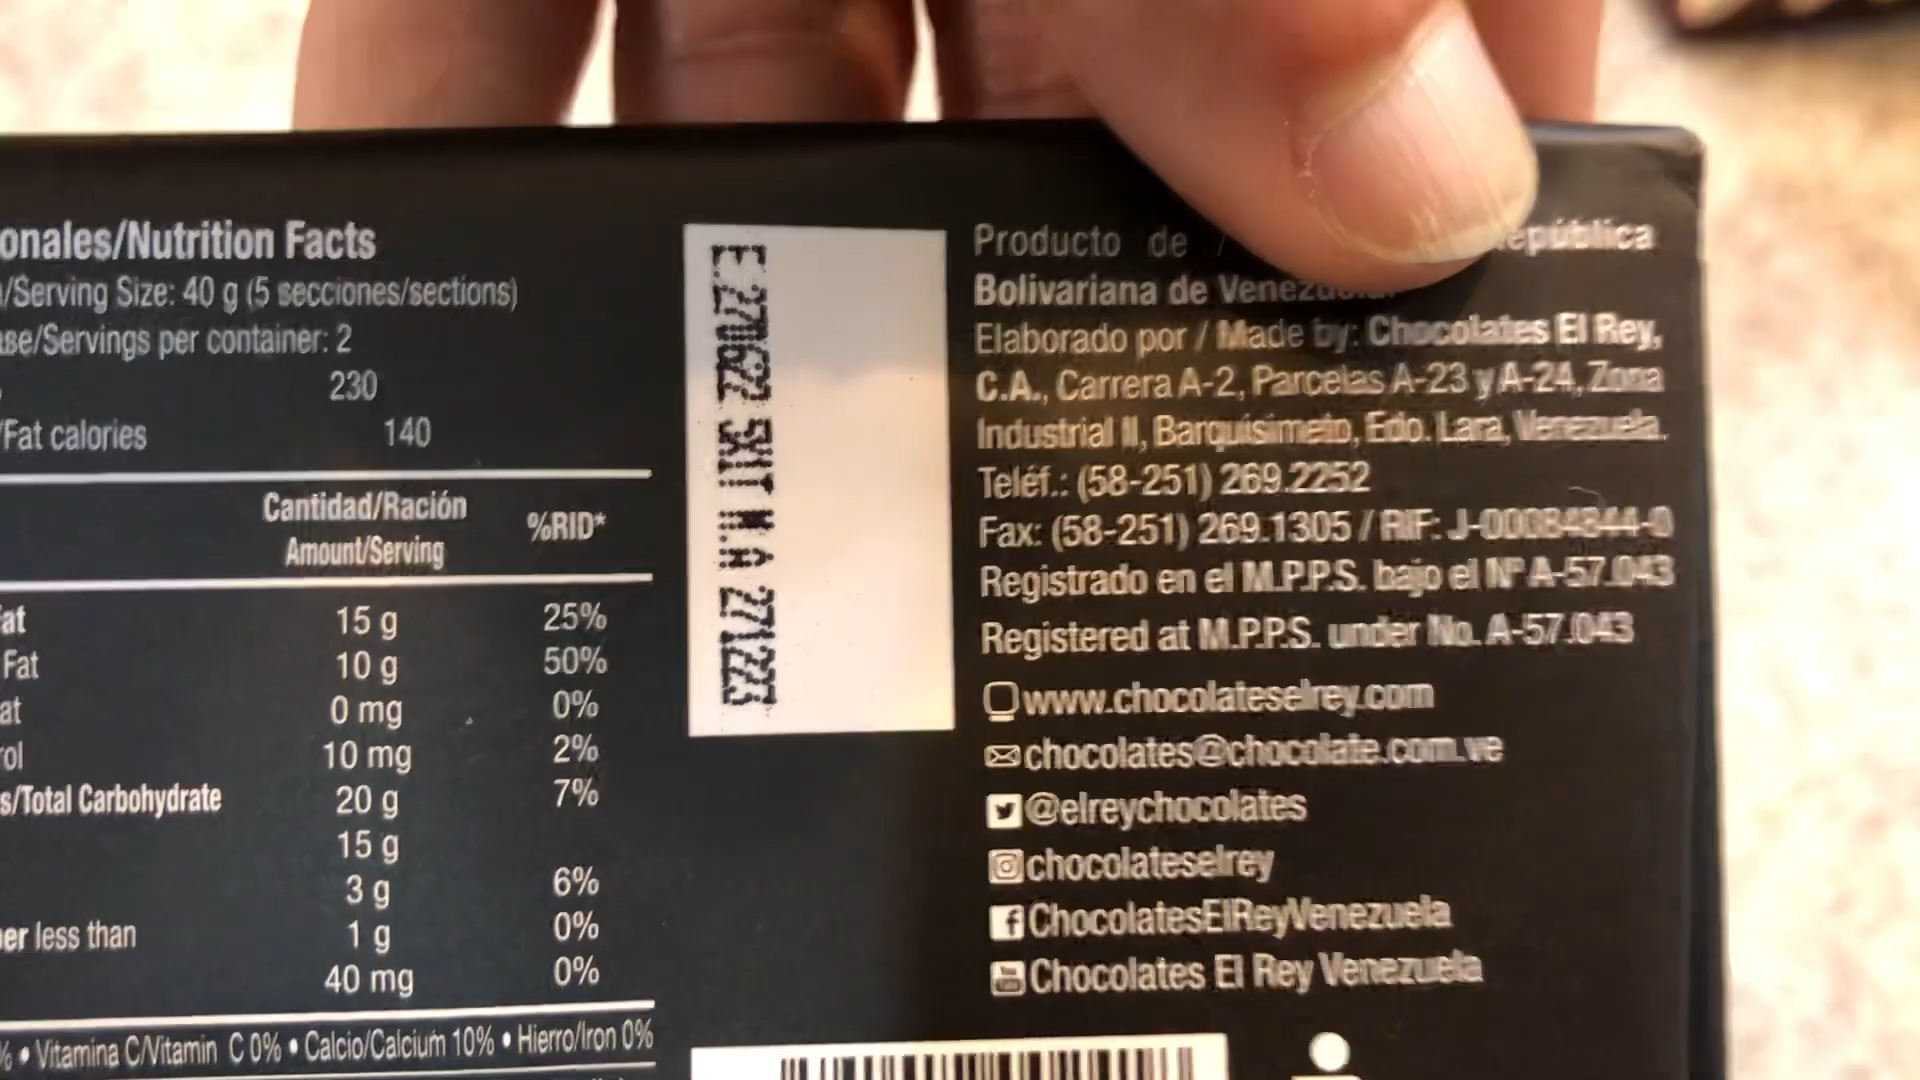 onales/Nutrition Facts
/Serving Size: 40 g (5 secciones/sections)
se/Servings per container: 2
230
/Fat calories 140
Cantidad/Ración
Amount/Serving
%RID*
at 15 g 25%
Fat 10 g 50%
at 0 mg 0%
rol 10 mg 2%
s/Total Carbohydrate 20 g 7%
15 g
3 g 6%
er less than 1 g 0%
40 mg 0%
% • Vitamina C/Vitamin C 0% • Calcio/Calcium 10% • Hierro/Iron 0%
Producto de / epública
Bolivariana de
Elaborado por / Made by: Chocolates El Rey,
C.A., Carrera A-2, Parcelas A-23 y A-24, Zona
Industrial II, Barquisimeto, Edo. Lara, Venezuela.
Teléf.: (58-251) 269.2252
Fax: (58-251) 269.1305 / RIF: J-00084844-0
Registrado en el M.P.P.S. bajo el Nº A-57.043
Registered at M.P.P.S. under No. A-57.043
www.chocolateselrey.com
chocolates@chocolate.com.ve
@elreychocolates
chocolateselrey
ChocolatesElReyVenezuela
Chocolates El Rey Venezuela